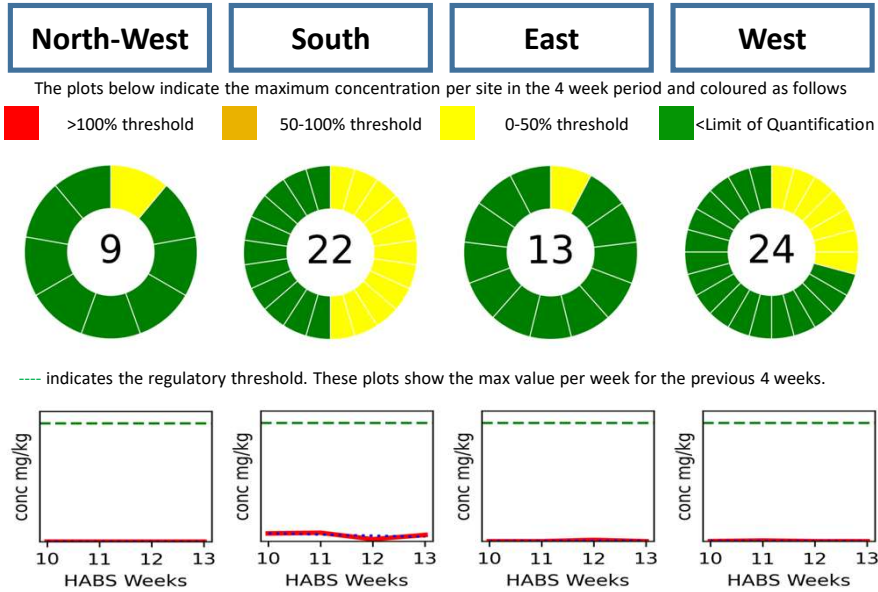 North-West South East West
The plots below indicate the maximum concentration per site in the 4 week period and coloured as follows
>100% threshold 50-100% threshold 0-50% threshold <Limit of Quantification
9 22 13 24
---- indicates the regulatory threshold. These plots show the max value per week for the previous 4 weeks.
conc mg/kg conc mg/kg conc mg/kg conc mg/kg
10 11 12 13 10 11 12 13 10 11 12 13 10 11 12 13
HABS Weeks HABS Weeks HABS Weeks HABS Weeks